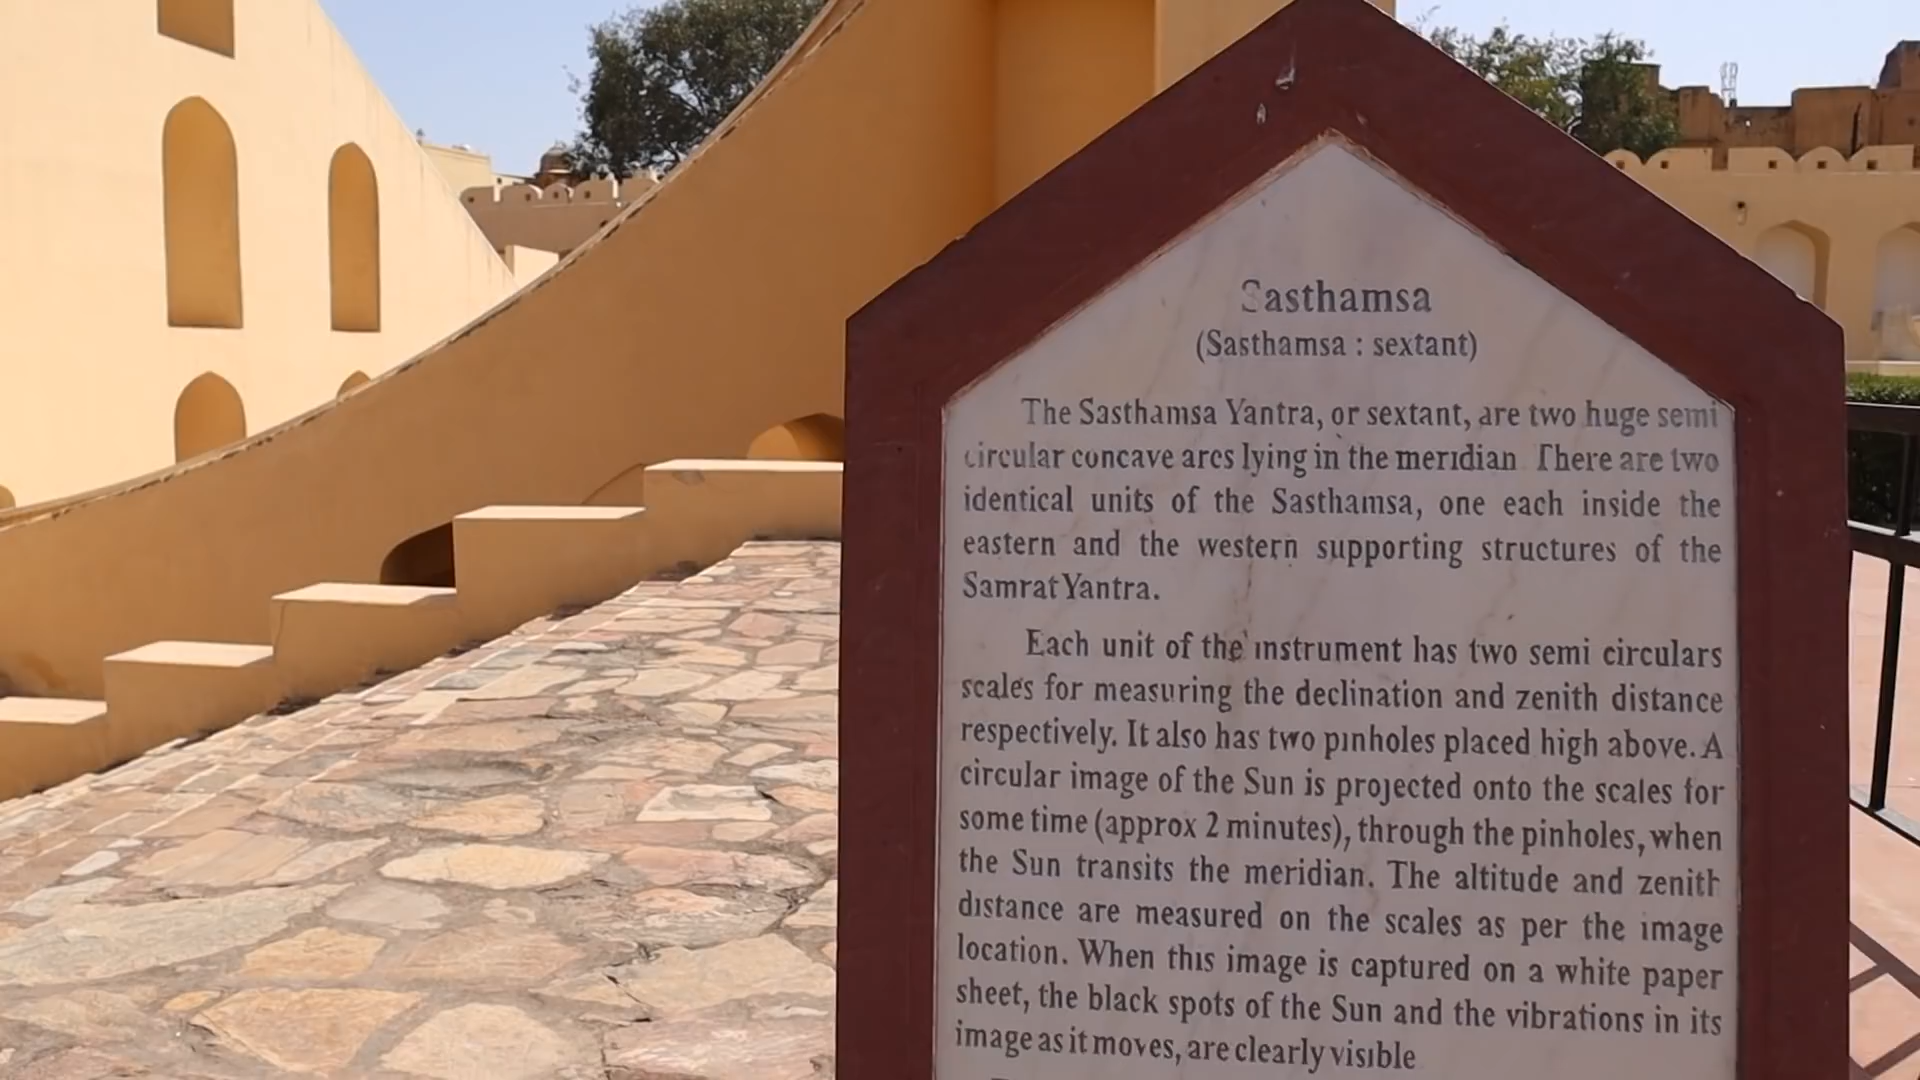 Sasthamsa
(Sasthamsa : sextant)
The Sasthamsa Yantra, or sextant, are two huge semi
circular concave arcs lying in the meridian There are two
identical units of the Sasthamsa, one each inside the
eastern and the western supporting structures of the
Samrat Yantra.
Each unit of the instrument has two semi circulars
scales for measuring the declination and zenith distance
respectively. It also has two pinholes placed high above. A
circular image of the Sun is projected onto the scales for
some time (approx 2 minutes), through the pinholes, when
the Sun transits the meridian. The altitude and zenith
distance are measured on the scales as per the image
location. When this image is captured on a white paper
sheet, the black spots of the Sun and the vibrations in its
image as it moves, are clearly visible